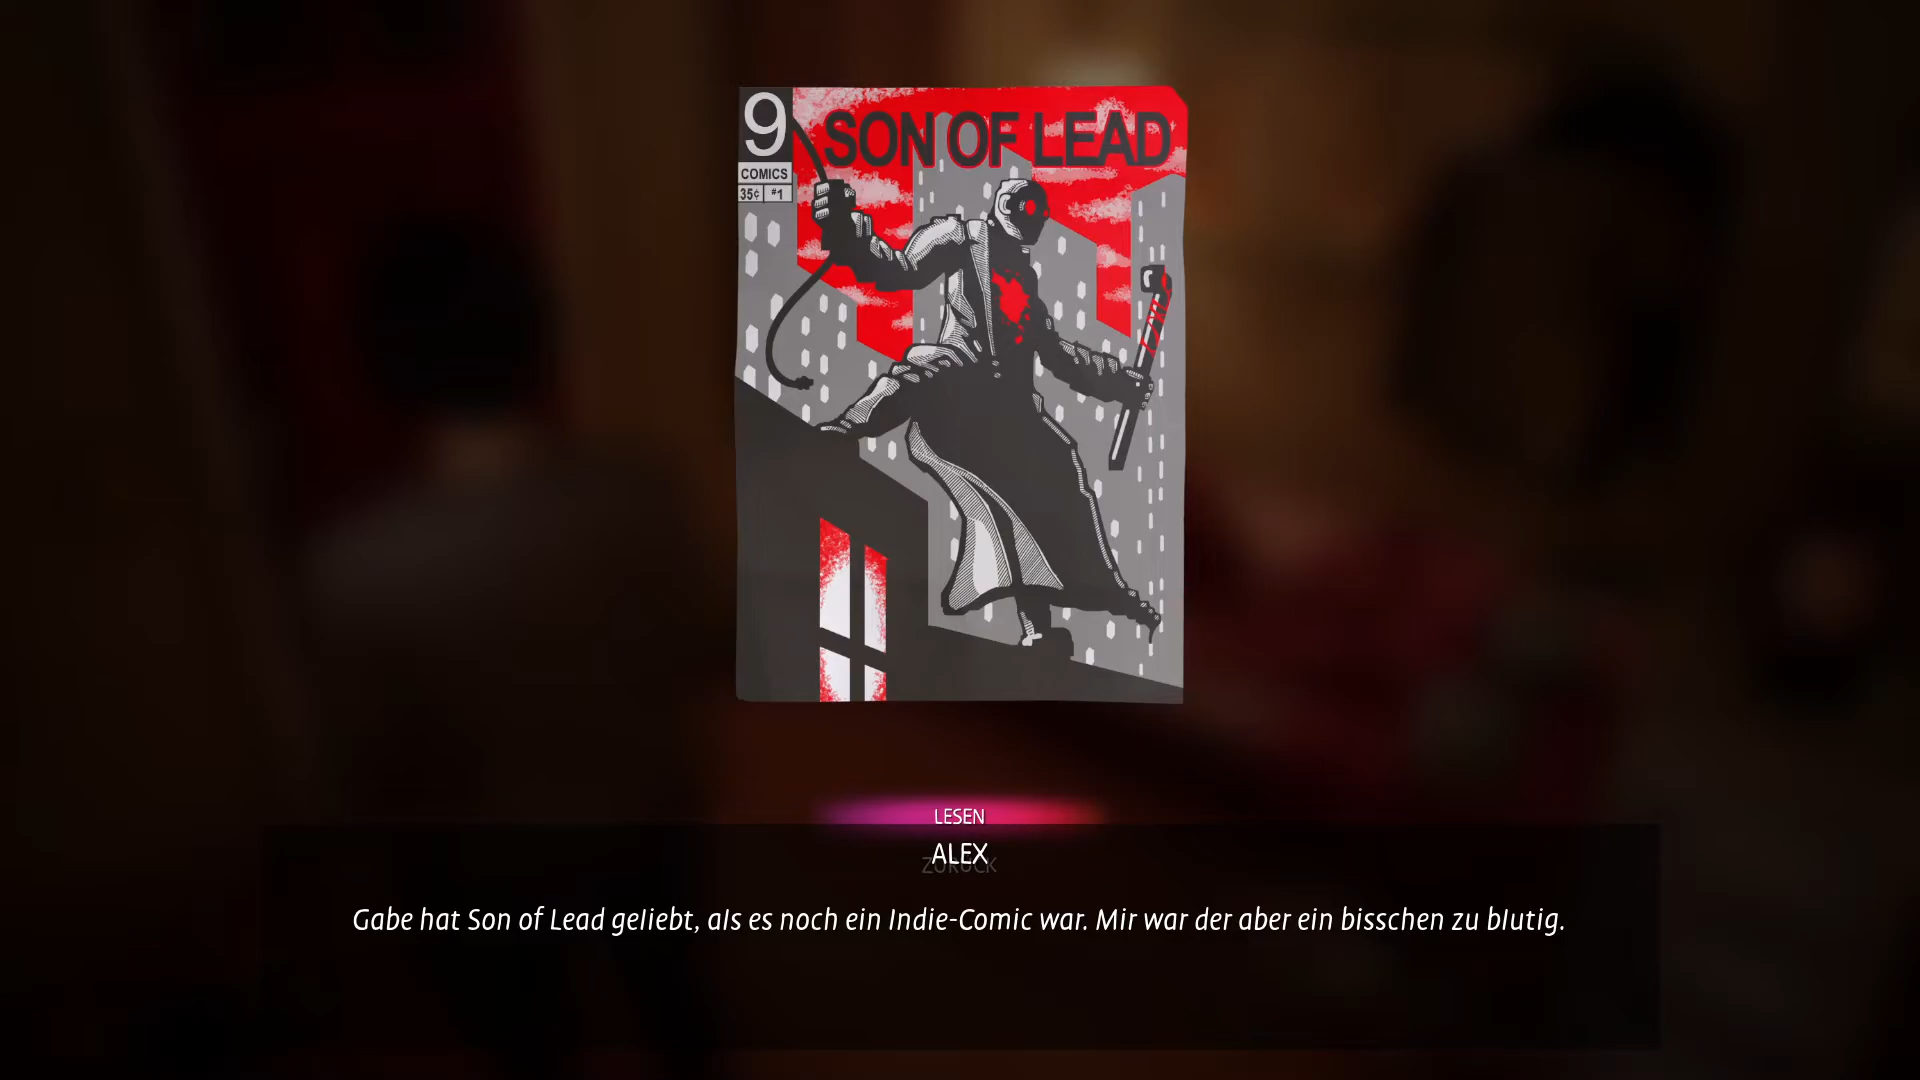 9
SON OF LEAD
COMICS
35¢ #1
LESEN
ALEX
ZURÜCK
Gabe hat Son of Lead geliebt, als es noch ein Indie-Comic war. Mir war der aber ein bisschen zu blutig.